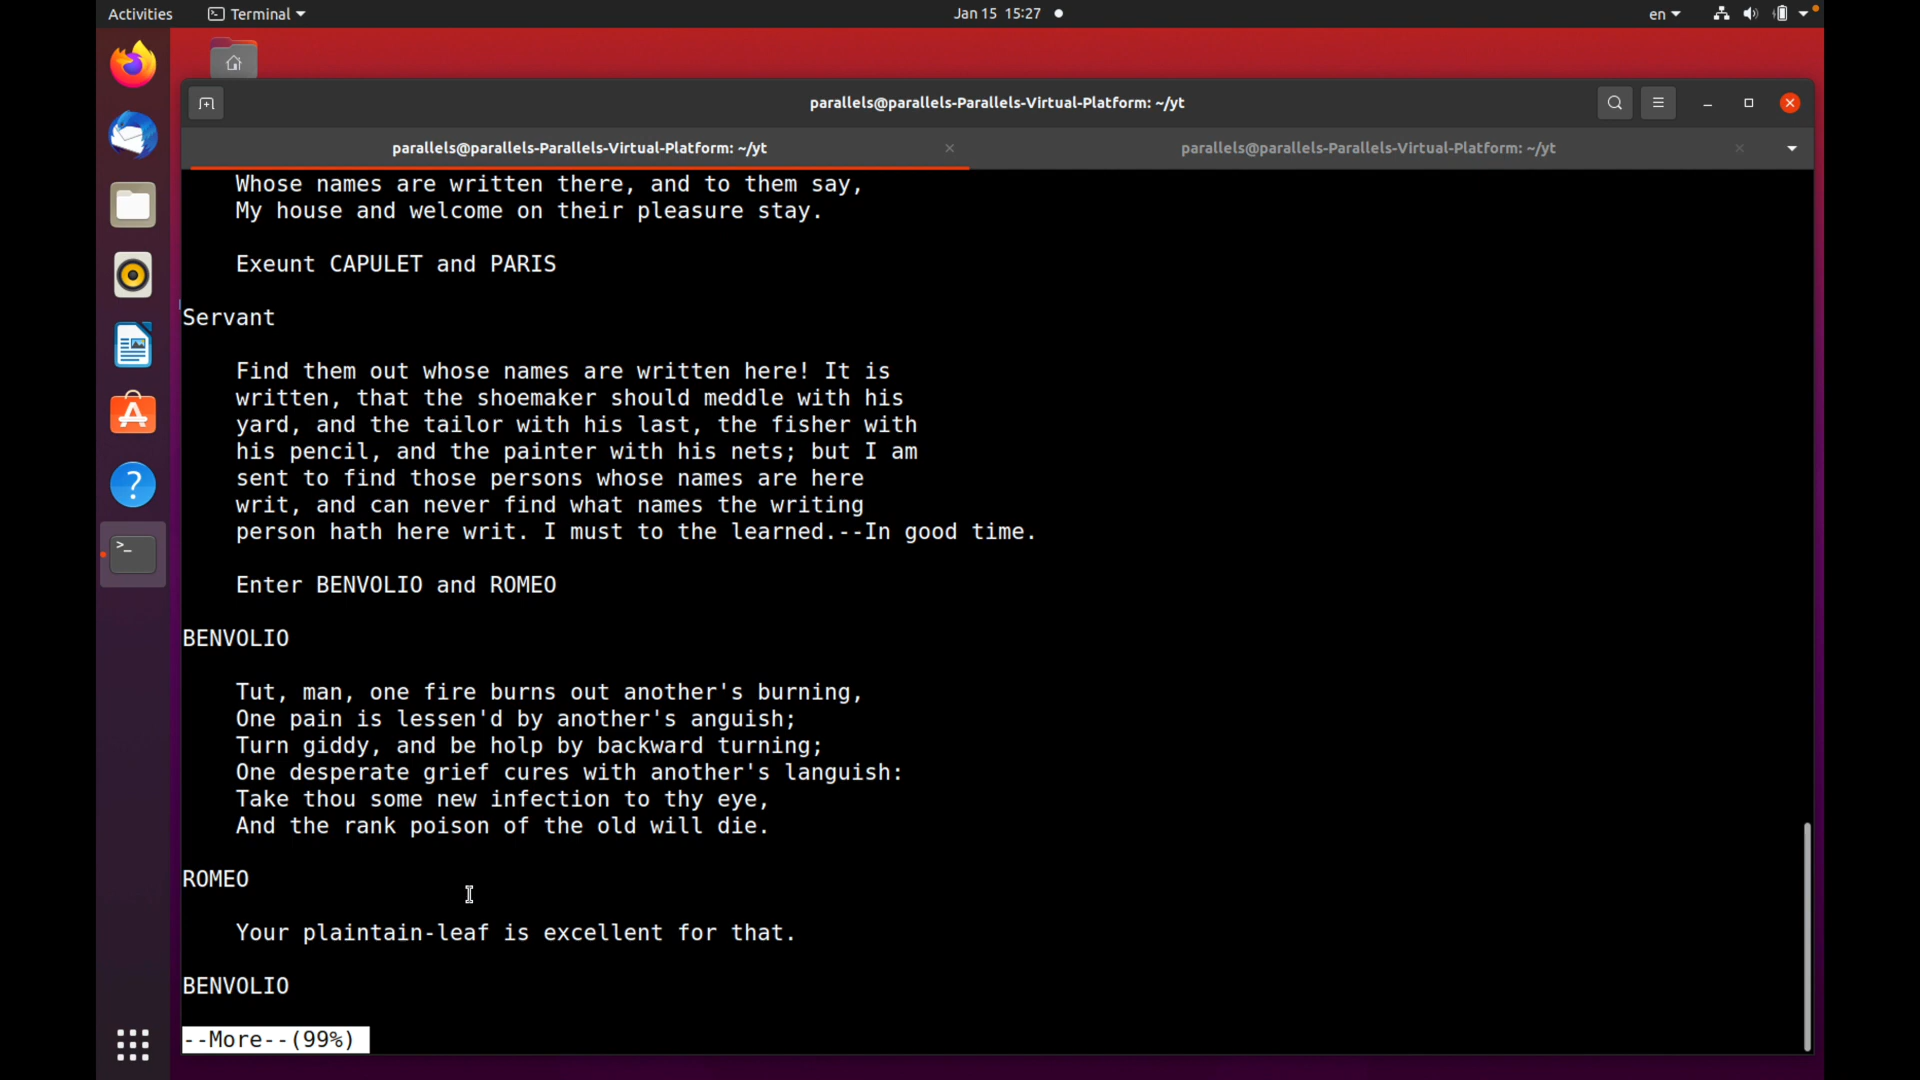 Activities
Terminal
Jan 15 15:27
en
parallels@parallels-Parallels-Virtual-Platform: ~/yt
parallels@parallels-Parallels-Virtual-Platform: ~/yt
parallels@parallels-Parallels-Virtual-Platform: ~/yt
Whose names are written there, and to them say,
My house and welcome on their pleasure stay.
Exeunt CAPULET and PARIS
Servant
Find them out whose names are written here! It is
written, that the shoemaker should meddle with his
yard, and the tailor with his last, the fisher with
his pencil, and the painter with his nets; but I am
sent to find those persons whose names are here
writ, and can never find what names the writing
person hath here writ. I must to the learned.--In good time.
Enter BENVOLIO and ROMEO
BENVOLIO
Tut, man, one fire burns out another's burning,
One pain is lessen'd by another's anguish;
Turn giddy, and be holp by backward turning;
One desperate grief cures with another's languish:
Take thou some new infection to thy eye,
And the rank poison of the old will die.
ROMEO
Your plaintain-leaf is excellent for that.
BENVOLIO
--More--(99%)